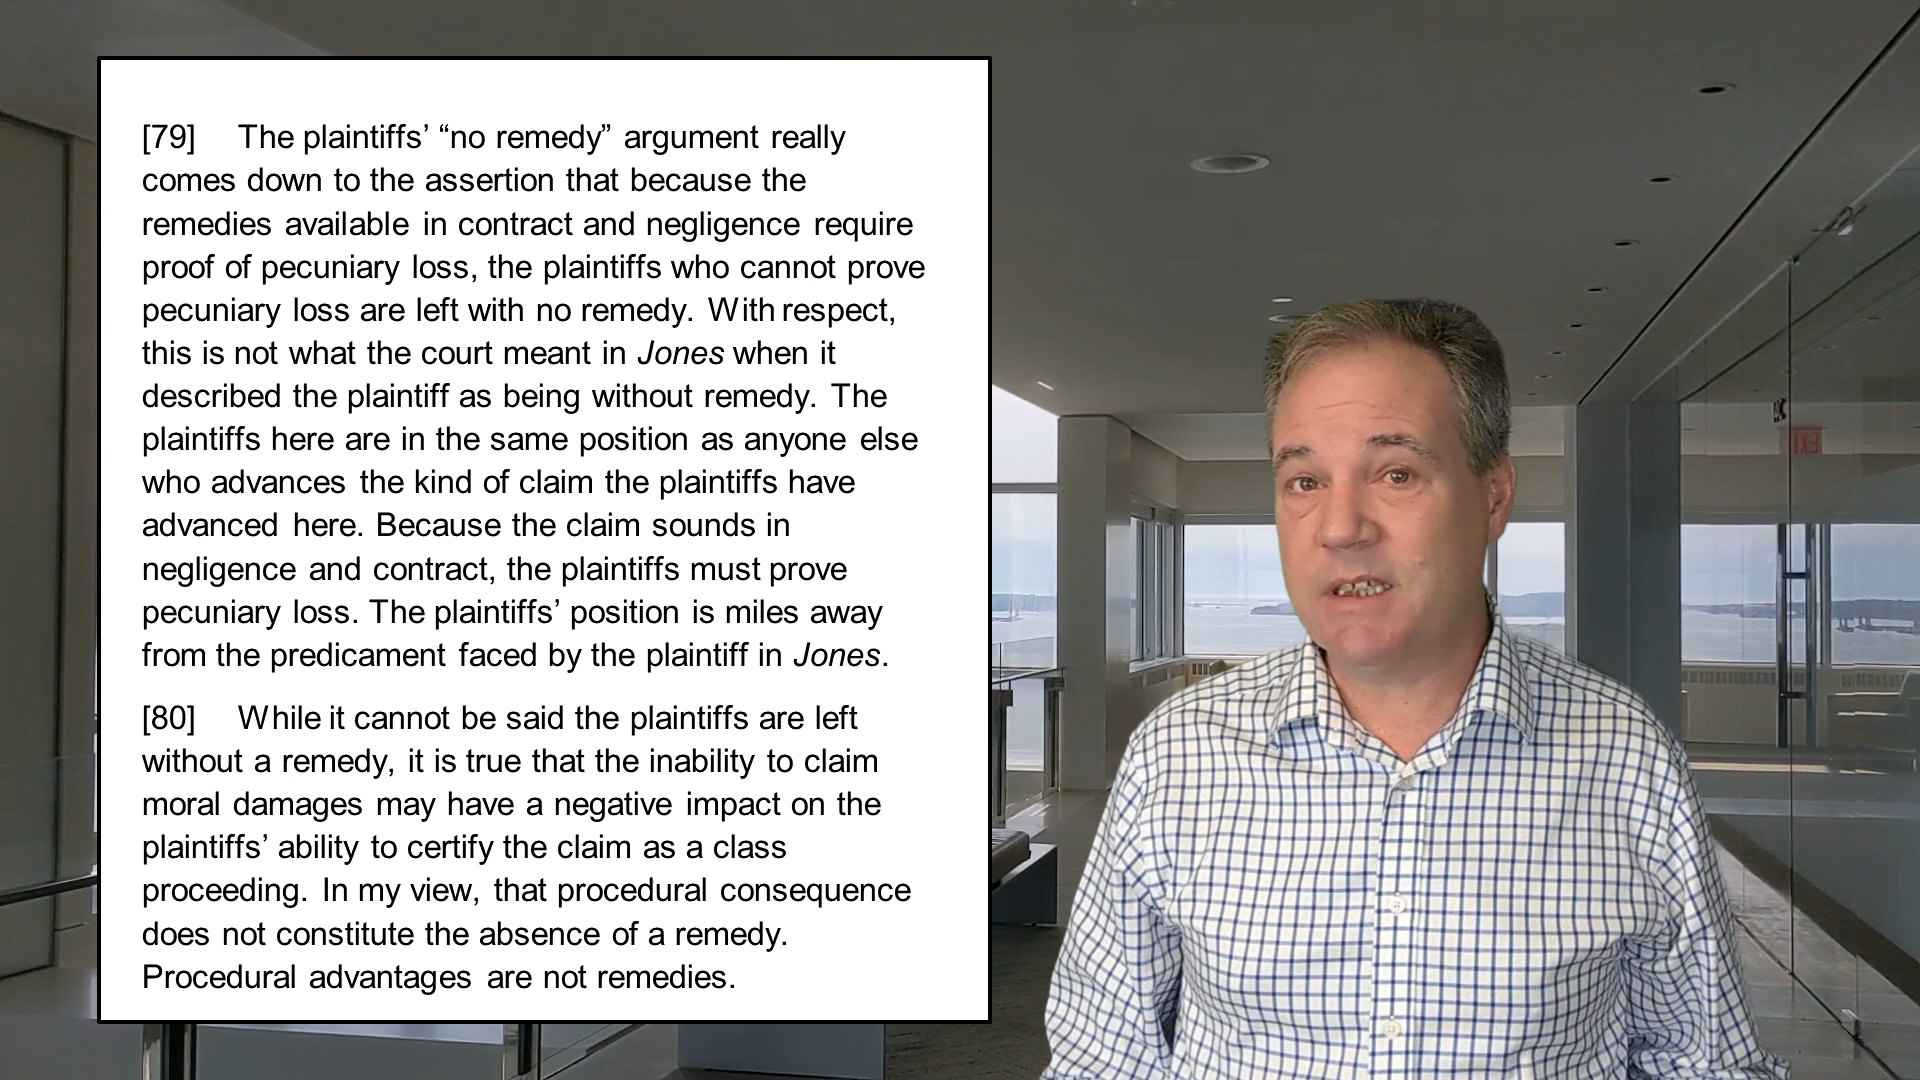 [79] The plaintiffs’ “no remedy” argument really
comes down to the assertion that because the
remedies available in contract and negligence require
proof of pecuniary loss, the plaintiffs who cannot prove
pecuniary loss are left with no remedy. With respect,
this is not what the court meant in Jones when it
described the plaintiff as being without remedy. The
plaintiffs here are in the same position as anyone else
who advances the kind of claim the plaintiffs have
advanced here. Because the claim sounds in
negligence and contract, the plaintiffs must prove
pecuniary loss. The plaintiffs’ position is miles away
from the predicament faced by the plaintiff in Jones.
[80] While it cannot be said the plaintiffs are left
without a remedy, it is true that the inability to claim
moral damages may have a negative impact on the
plaintiffs’ ability to certify the claim as a class
proceeding. In my view, that procedural consequence
does not constitute the absence of a remedy.
Procedural advantages are not remedies.
EXIT